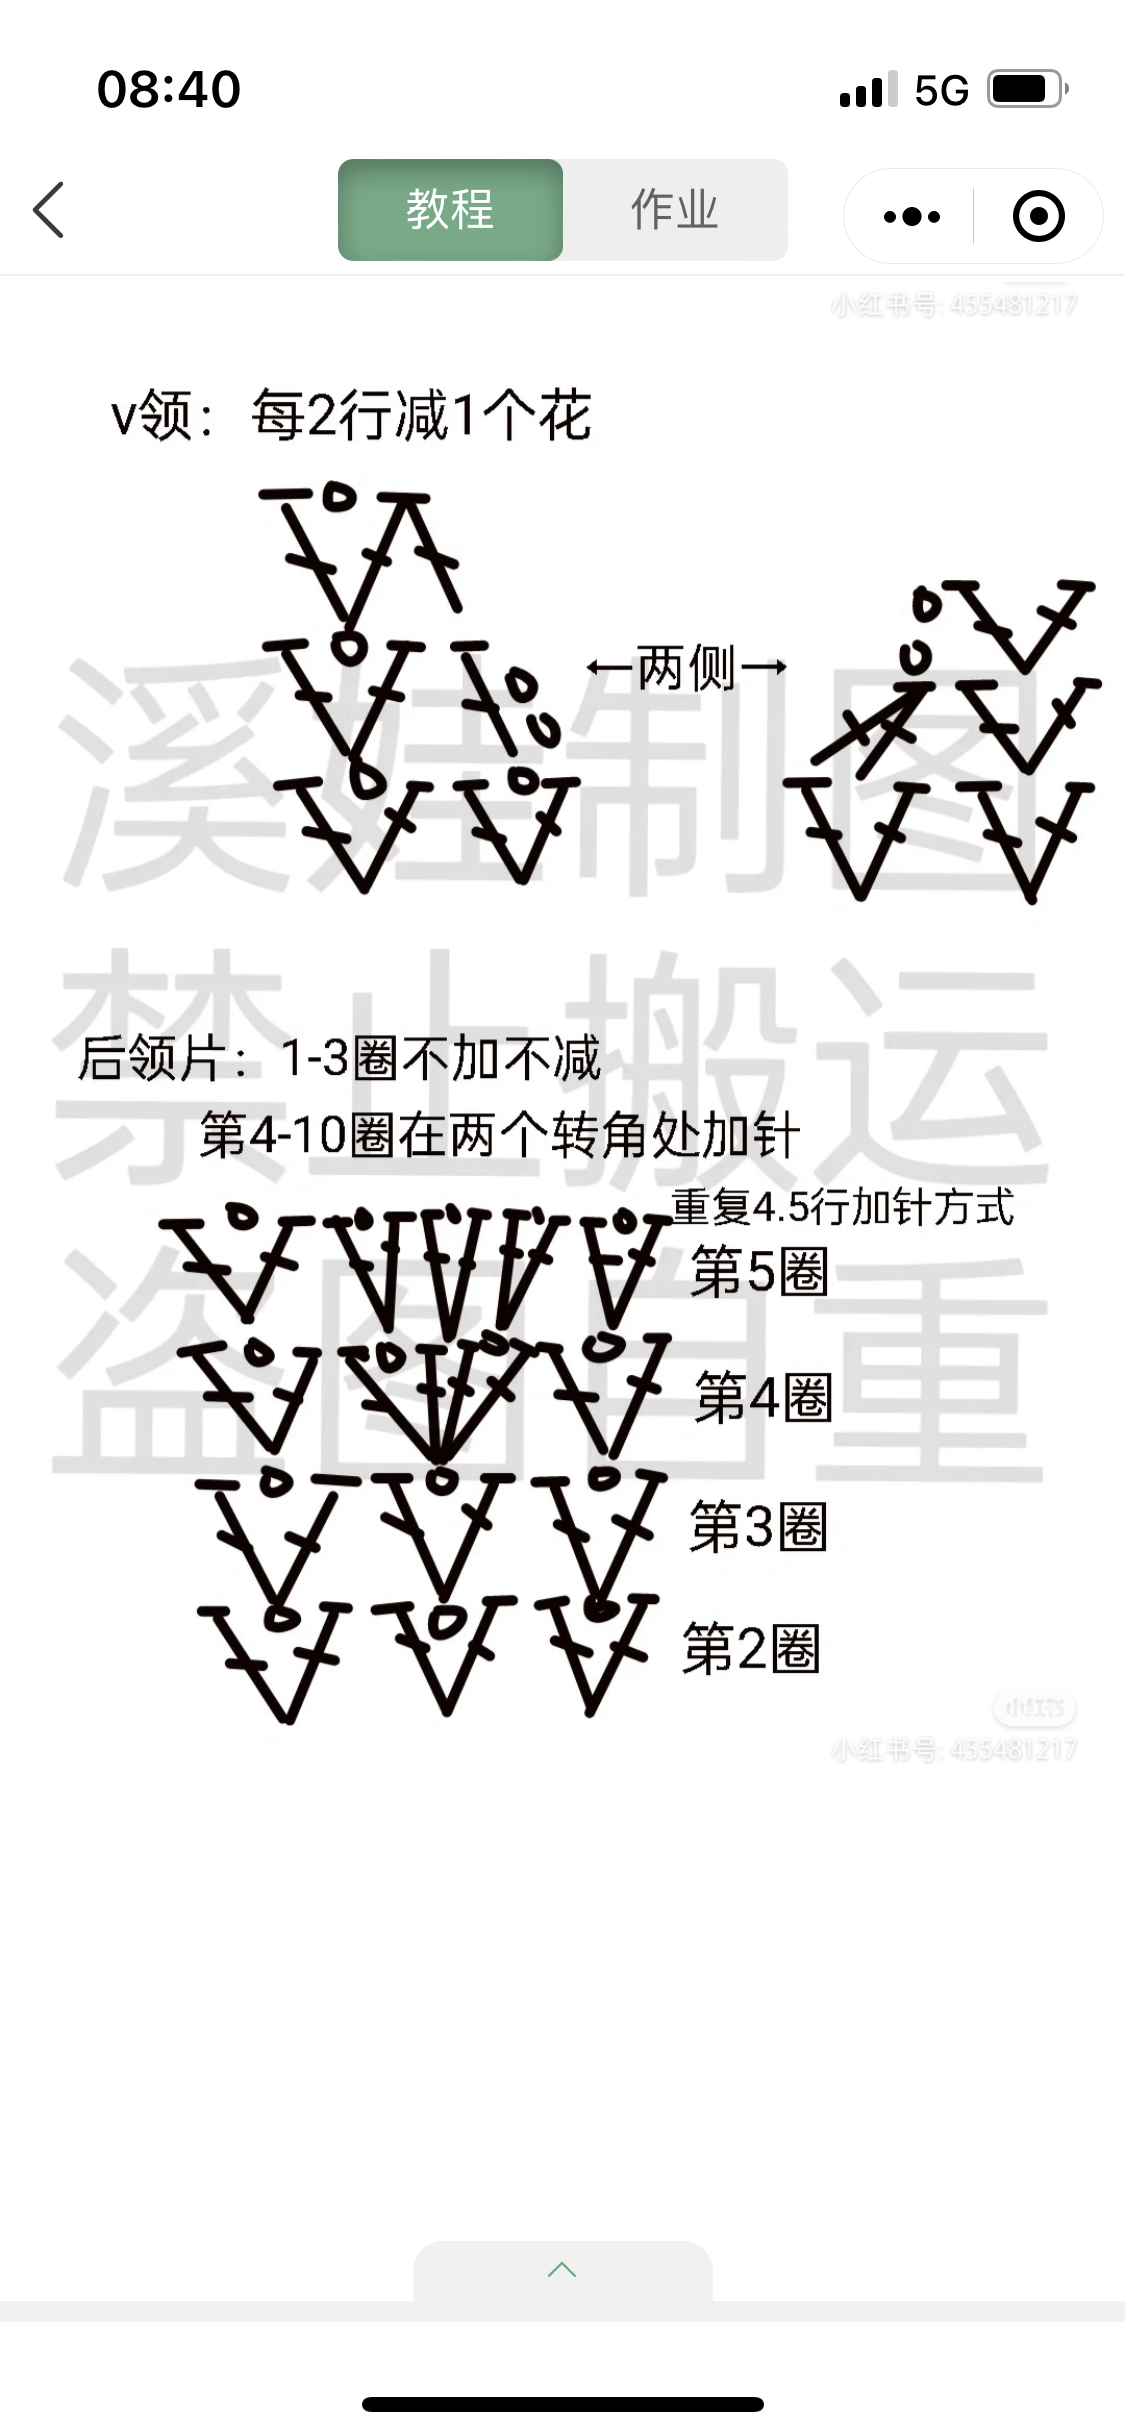 08:40
5G
教程 作业
小红书号: 455481217
v领：每2行减1个花
←两侧→
溪娃制图
禁止搬运
后领片：1-3圈不加不减
第4-10圈在两个转角处加针
重复4.5行加针方式
第5圈
盗图自重
第4圈
第3圈
第2圈
小红书
小红书号: 455481217